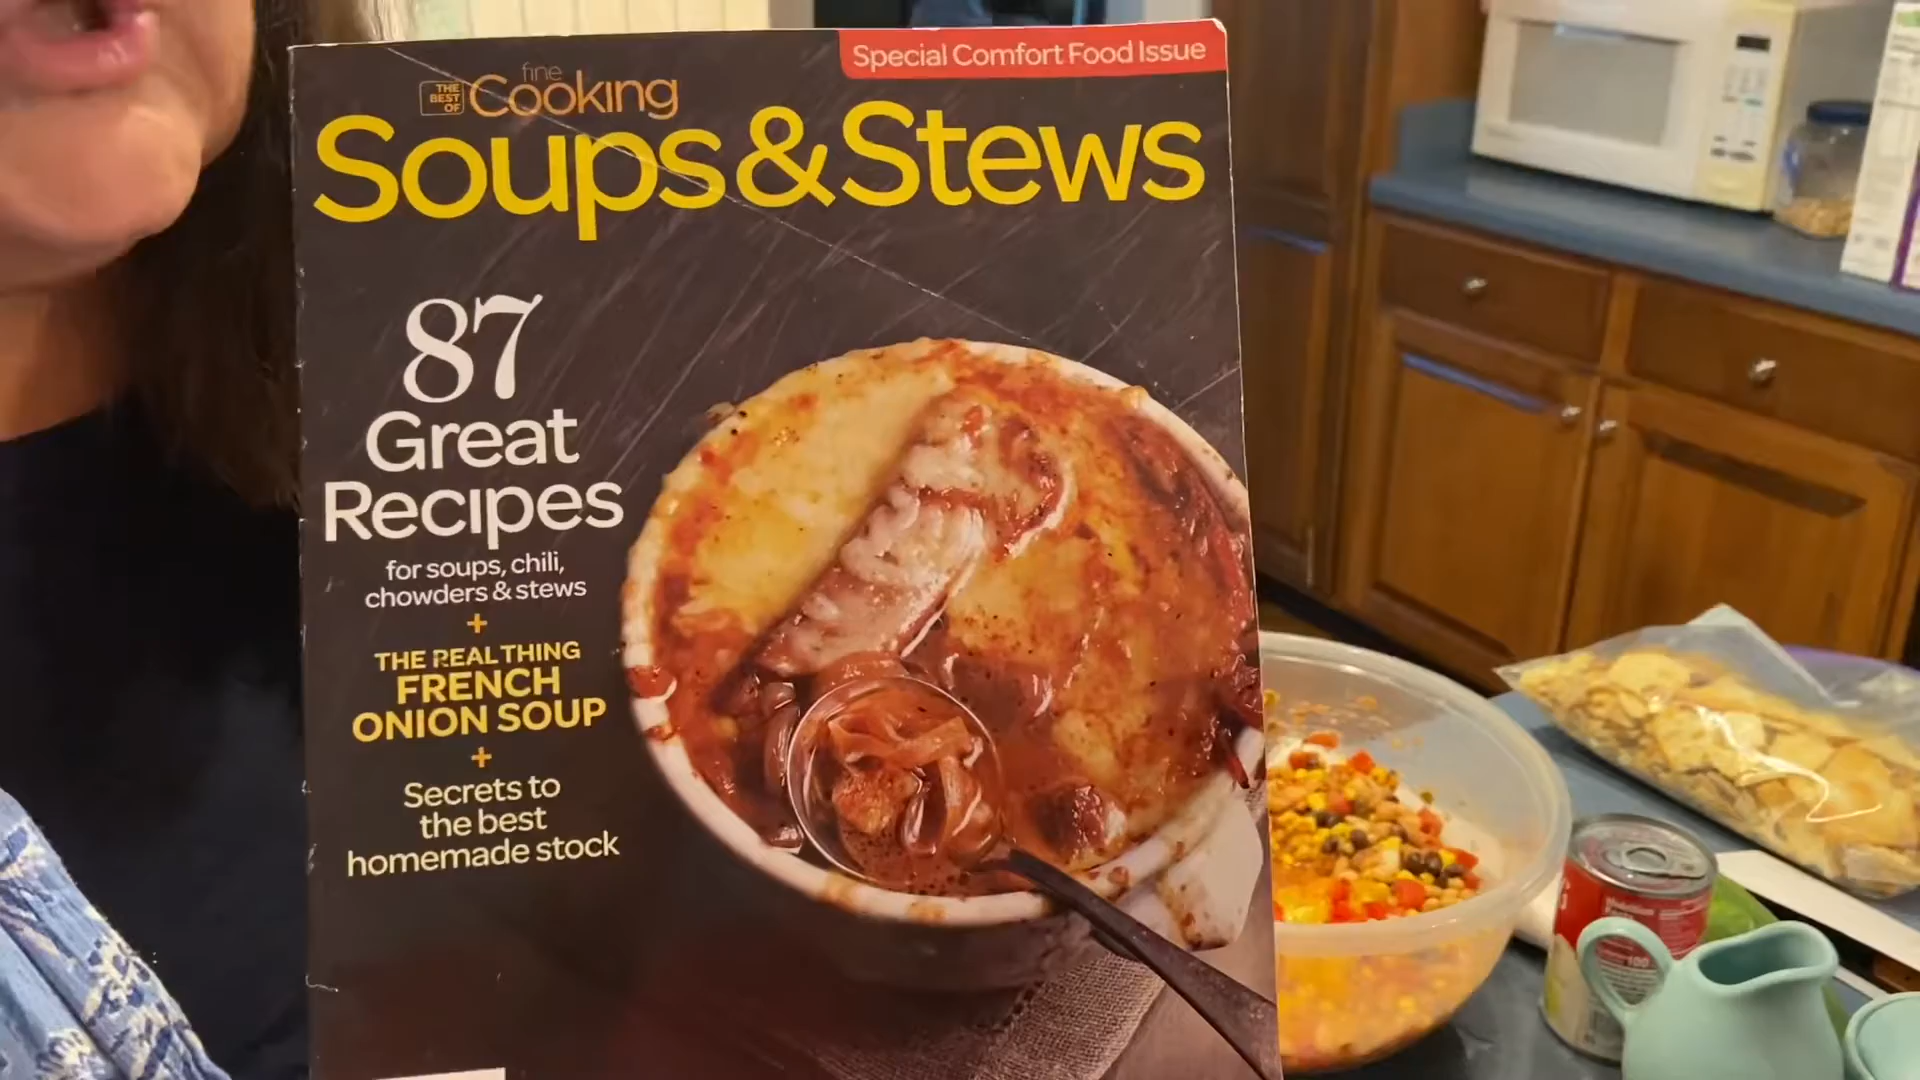 Special Comfort Food Issue
THE
BEST
OF
fine
Cooking
Soups & Stews
87
Great
Recipes
for soups, chili,
chowders & stews
+
THE REAL THING
FRENCH
ONION SOUP
+
Secrets to
the best
homemade stock